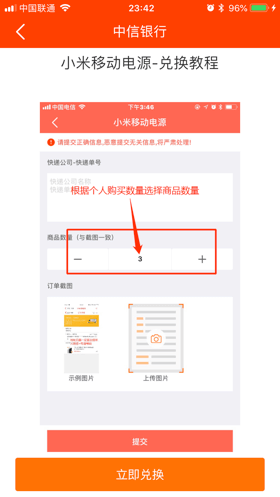 中国联通 23:42 96%
中信银行
小米移动电源-兑换教程
中国电信 下午3:46
小米移动电源
请提交正确信息,恶意提交无关信息,将严肃处理!
快递公司-快递单号
快递公司名称
根据个人购买数量选择商品数量
商品数量（与截图一致）
3
订单截图
示例图片 上传图片
提交
立即兑换